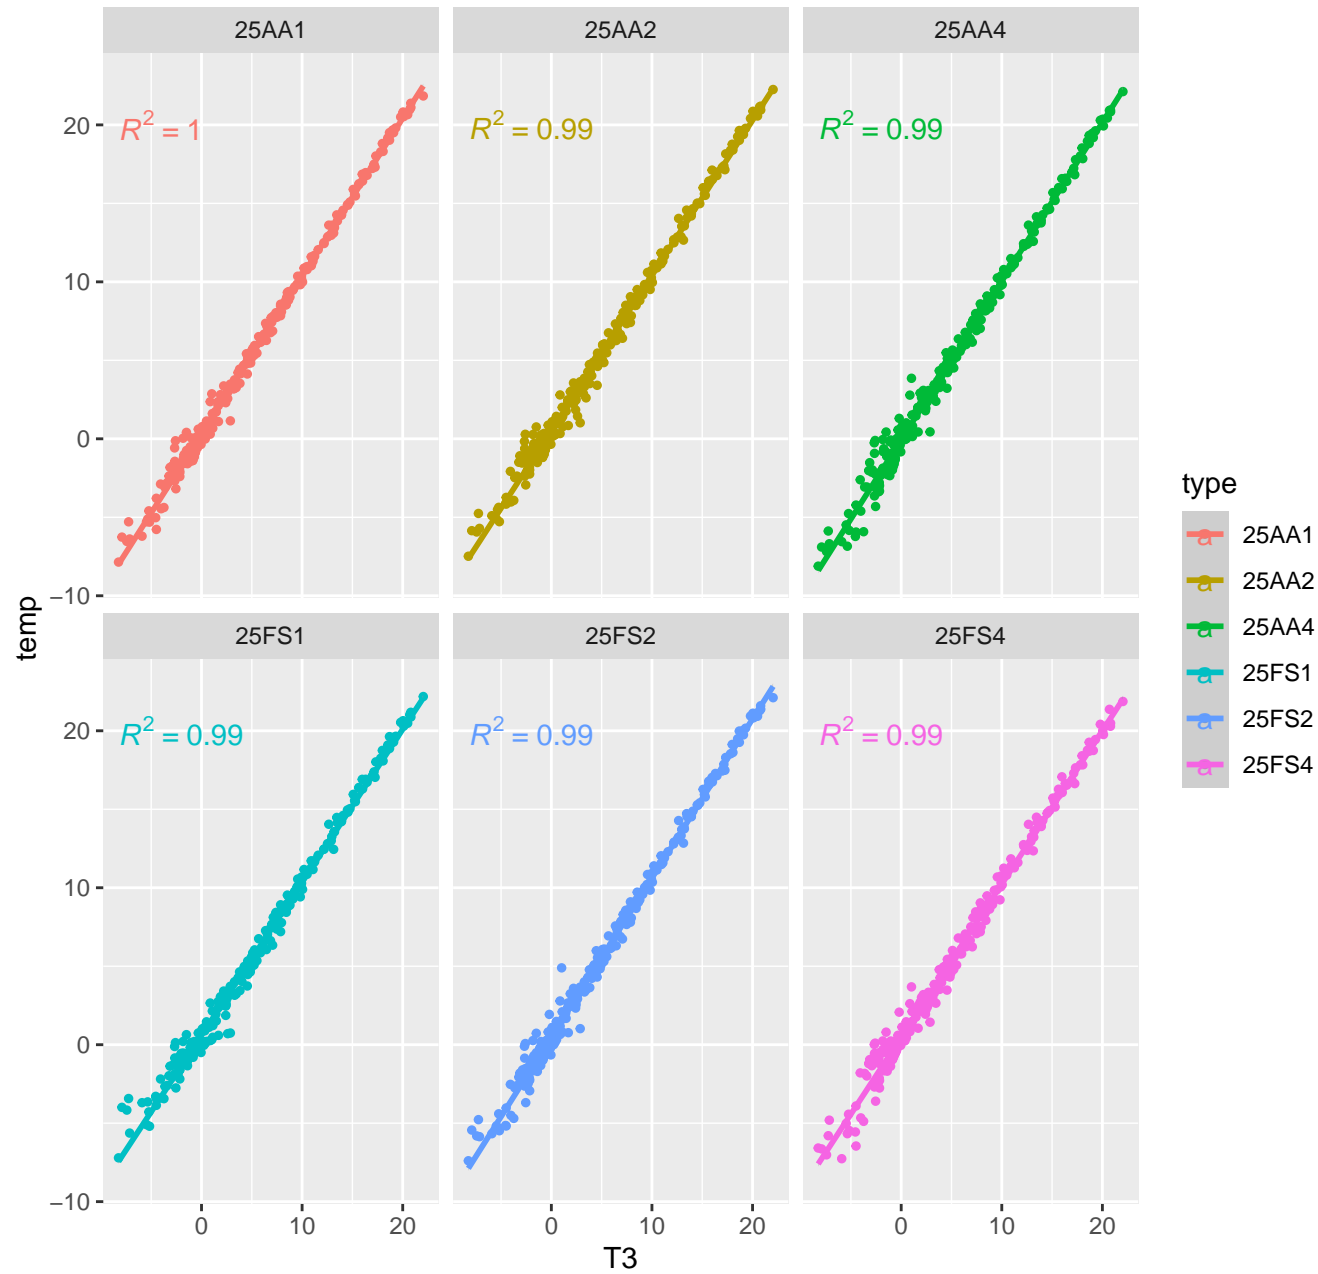 25AA1 25AA2 25AA4
R² = 1 R² = 0.99 R² = 0.99
20
10
0
−10
25FS1 25FS2 25FS4
R² = 0.99 R² = 0.99 R² = 0.99
20
10
0
−10
0 10 20 0 10 20 0 10 20
T3
temp
type
a 25AA1
a 25AA2
a 25AA4
a 25FS1
a 25FS2
a 25FS4